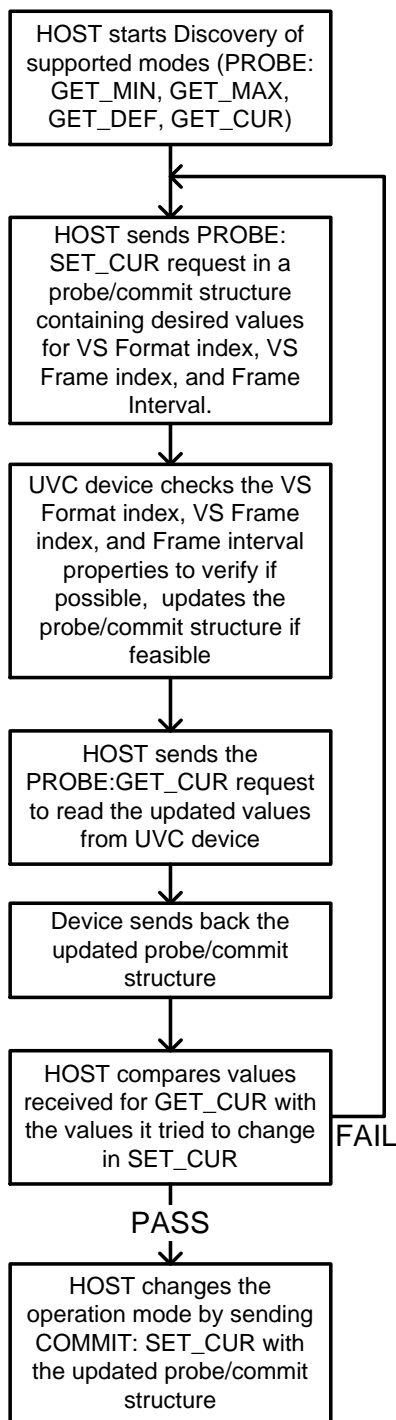 HOST starts Discovery of
supported modes (PROBE:
GET_MIN, GET_MAX,
GET_DEF, GET_CUR)
HOST sends PROBE:
SET_CUR request in a
probe/commit structure
containing desired values
for VS Format index, VS
Frame index, and Frame
Interval.
UVC device checks the VS
Format index, VS Frame
index, and Frame interval
properties to verify if
possible, updates the
probe/commit structure if
feasible
HOST sends the
PROBE:GET_CUR request
to read the updated values
from UVC device
Device sends back the
updated probe/commit
structure
HOST compares values
received for GET_CUR with
the values it tried to change
in SET_CUR
FAIL
PASS
HOST changes the
operation mode by sending
COMMIT: SET_CUR with
the updated probe/commit
structure